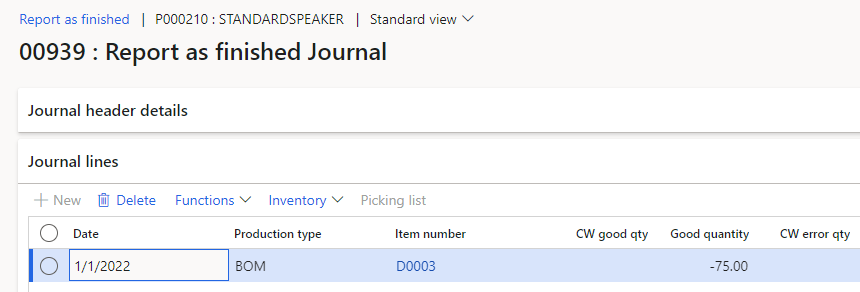 Report as finished | P000210 : STANDARDSPEAKER | Standard view
00939 : Report as finished Journal
Journal header details
Journal lines
New Delete Functions Inventory Picking list
Date Production type Item number CW good qty Good quantity CW error qty
1/1/2022 BOM D0003 -75.00